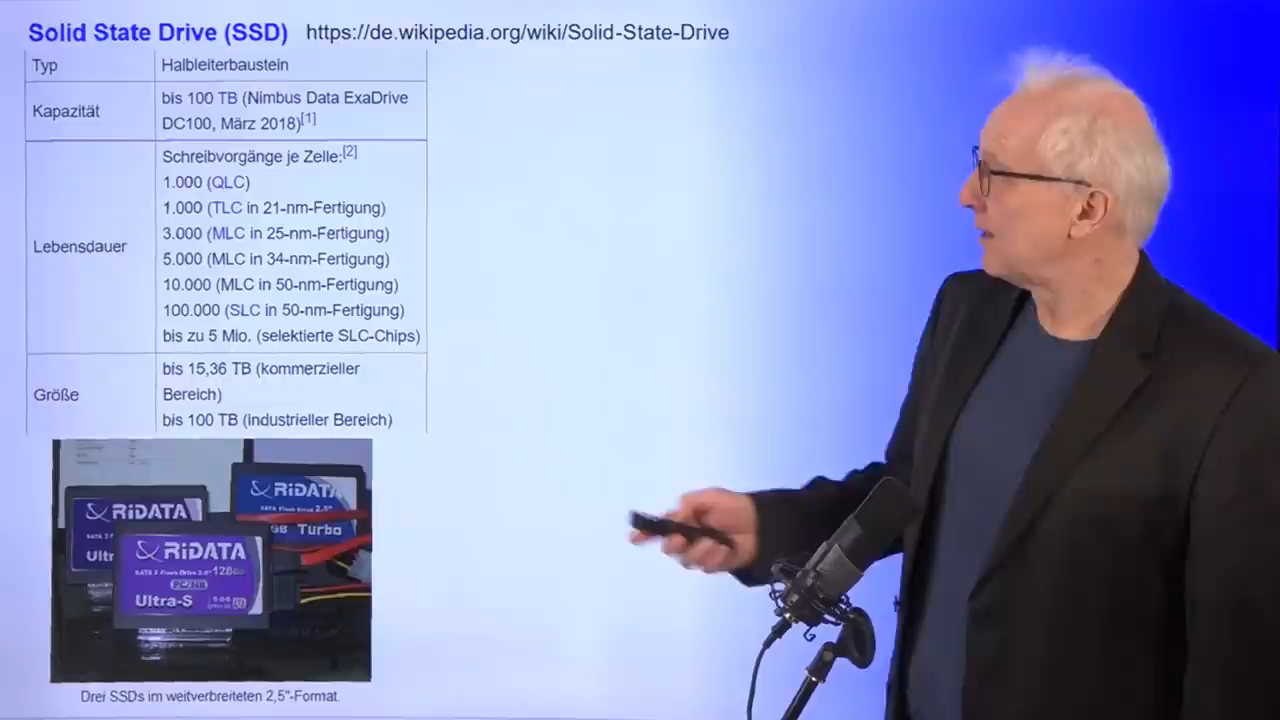 Solid State Drive (SSD) https://de.wikipedia.org/wiki/Solid-State-Drive
Typ Halbleiterbaustein
Kapazität bis 100 TB (Nimbus Data ExaDrive
DC100, März 2018)[1]
Lebensdauer Schreibvorgänge je Zelle:[2]
1.000 (QLC)
1.000 (TLC in 21-nm-Fertigung)
3.000 (MLC in 25-nm-Fertigung)
5.000 (MLC in 34-nm-Fertigung)
10.000 (MLC in 50-nm-Fertigung)
100.000 (SLC in 50-nm-Fertigung)
bis zu 5 Mio. (selektierte SLC-Chips)
Größe bis 15,36 TB (kommerzieller
Bereich)
bis 100 TB (industrieller Bereich)
RiDATA
Turbo
RiDATA
Ultr
RiDATA
128GB
Ultra-S
Drei SSDs im weitverbreiteten 2,5"-Format.